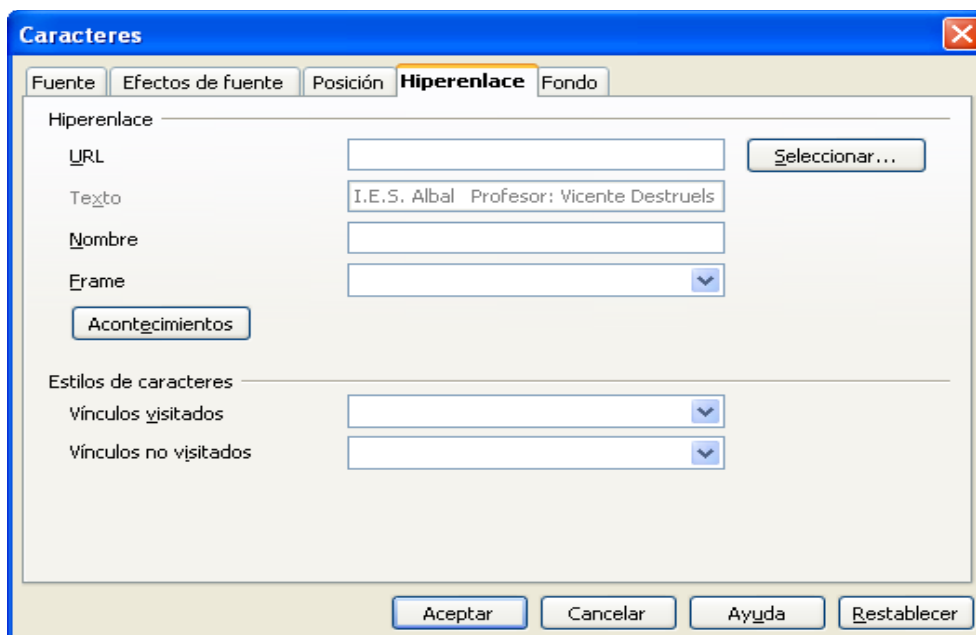 Caracteres
Fuente Efectos de fuente Posición Hiperenlace Fondo
Hiperenlace
URL Seleccionar...
Texto I.E.S. Albal Profesor: Vicente Destruels
Nombre
Frame
Acontecimientos
Estilos de caracteres
Vínculos visitados
Vínculos no visitados
Aceptar Cancelar Ayuda Restablecer